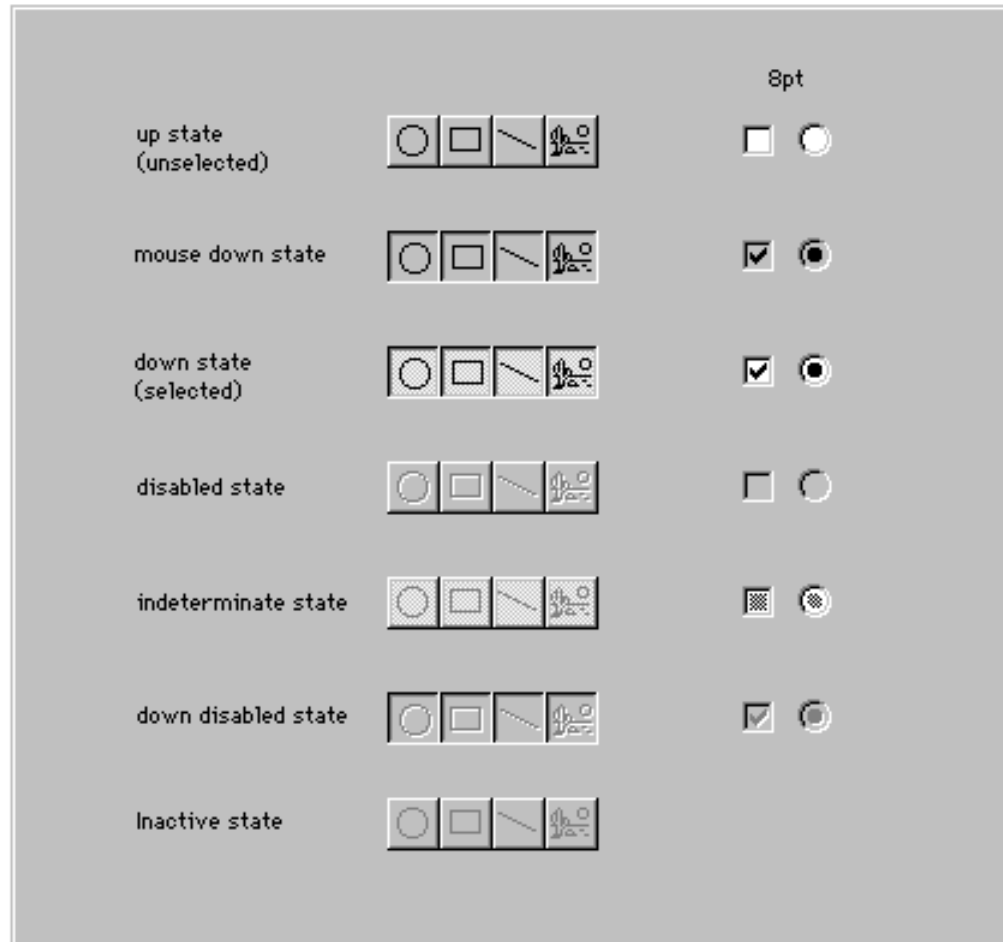 8pt
up state
(unselected)
mouse down state
down state
(selected)
disabled state
indeterminate state
down disabled state
Inactive state